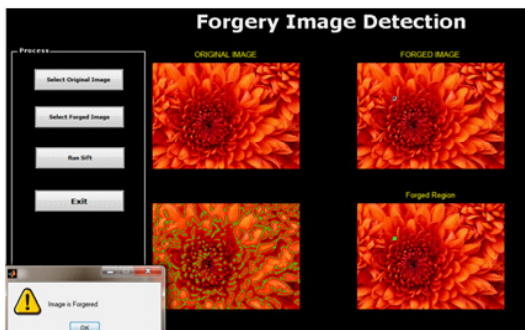 Forgery Image Detection
Process
Select Original Image
Select Forged Image
Run Sift
Exit
ORIGINAL IMAGE
FORGED IMAGE
Forged Region
Image is Forgered
OK